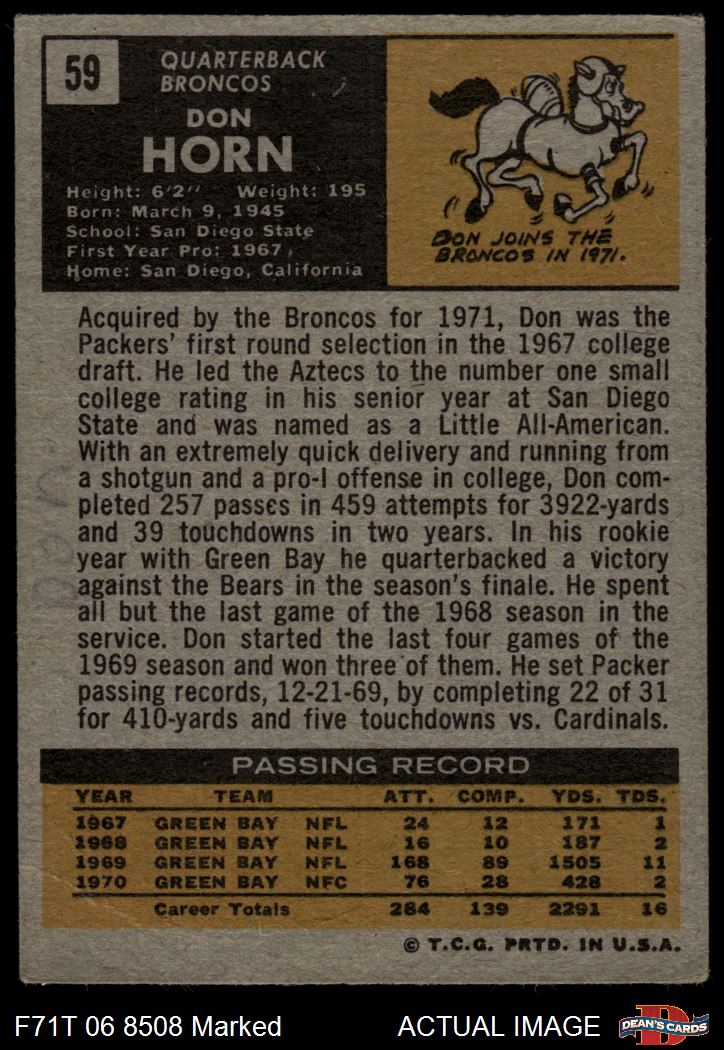 59
QUARTERBACK
BRONCOS
DON
HORN
Height: 6'2" Weight: 195
Born: March 9, 1945
School: San Diego State
First Year Pro: 1967
Home: San Diego, California
DON JOINS THE
BRONCOS IN 1971.
Acquired by the Broncos for 1971, Don was the
Packers' first round selection in the 1967 college
draft. He led the Aztecs to the number one small
college rating in his senior year at San Diego
State and was named as a Little All-American.
With an extremely quick delivery and running from
a shotgun and a pro-I offense in college, Don com-
pleted 257 passes in 459 attempts for 3922-yards
and 39 touchdowns in two years. In his rookie
year with Green Bay he quarterbacked a victory
against the Bears in the season's finale. He spent
all but the last game of the 1968 season in the
service. Don started the last four games of the
1969 season and won three of them. He set Packer
passing records, 12-21-69, by completing 22 of 31
for 410-yards and five touchdowns vs. Cardinals.
PASSING RECORD
YEAR TEAM ATT. COMP. YDS. TDS.
1967 GREEN BAY NFL 24 12 171 1
1968 GREEN BAY NFL 16 10 187 2
1969 GREEN BAY NFL 168 89 1505 11
1970 GREEN BAY NFC 76 28 428 2
Career Totals 284 139 2291 16
© T.C.G. PRTD. IN U.S.A.
F71T 06 8508 Marked ACTUAL IMAGE
DEAN'S CARDS